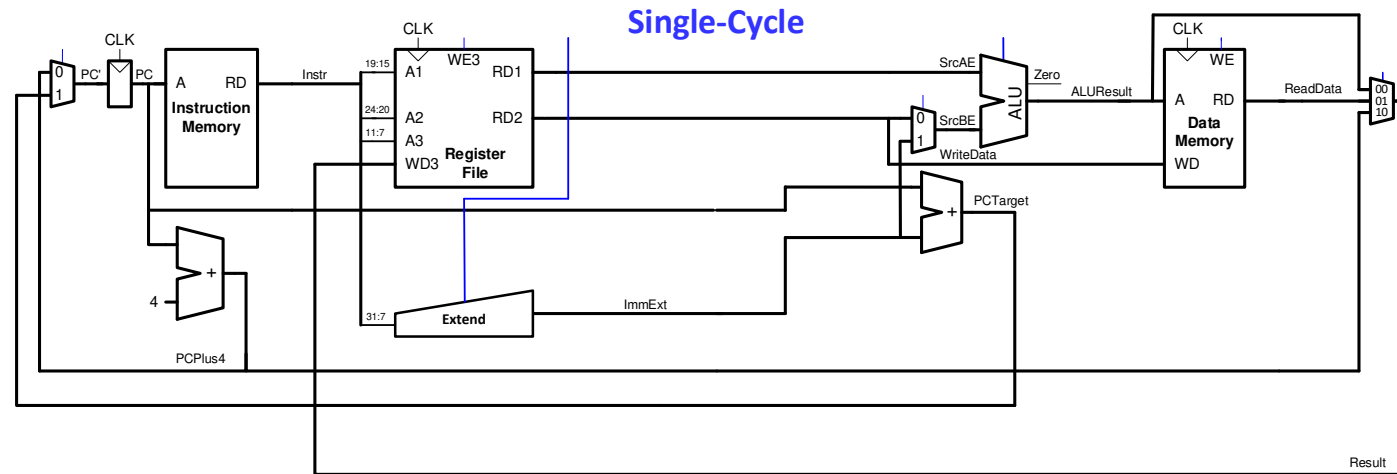 Single-Cycle
CLK
CLK
CLK
0
1
PC'
PC
A
RD
Instruction
Memory
Instr
19:15
A1
WE3
RD1
24:20
A2
RD2
11:7
A3
WD3
Register
File
SrcAE
0
1
SrcBE
ALU
Zero
ALUResult
WriteData
A
RD
WE
Data
Memory
WD
ReadData
00
01
10
+
PCTarget
+
4
31:7
Extend
ImmExt
PCPlus4
Result